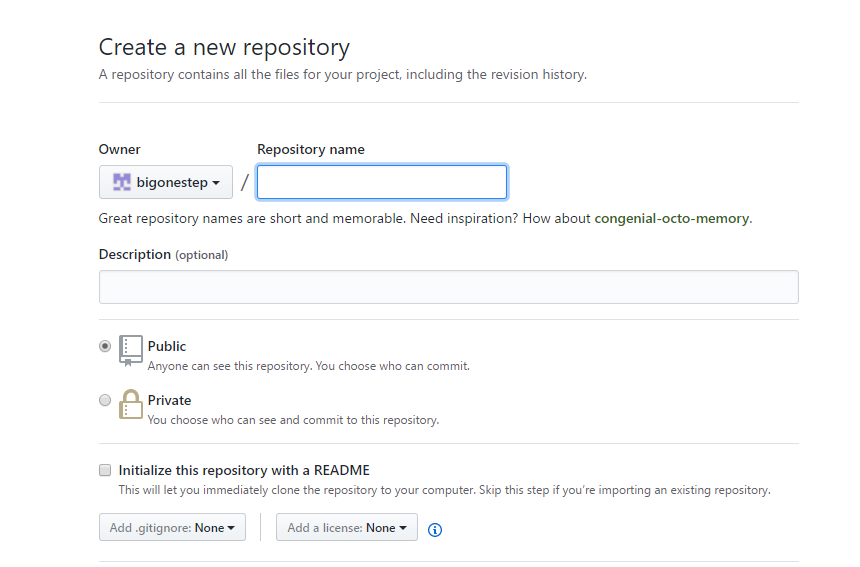 Create a new repository
A repository contains all the files for your project, including the revision history.
Owner Repository name
bigonestep /
Great repository names are short and memorable. Need inspiration? How about congenial-octo-memory.
Description (optional)
Public
Anyone can see this repository. You choose who can commit.
Private
You choose who can see and commit to this repository.
Initialize this repository with a README
This will let you immediately clone the repository to your computer. Skip this step if you’re importing an existing repository.
Add .gitignore: None Add a license: None